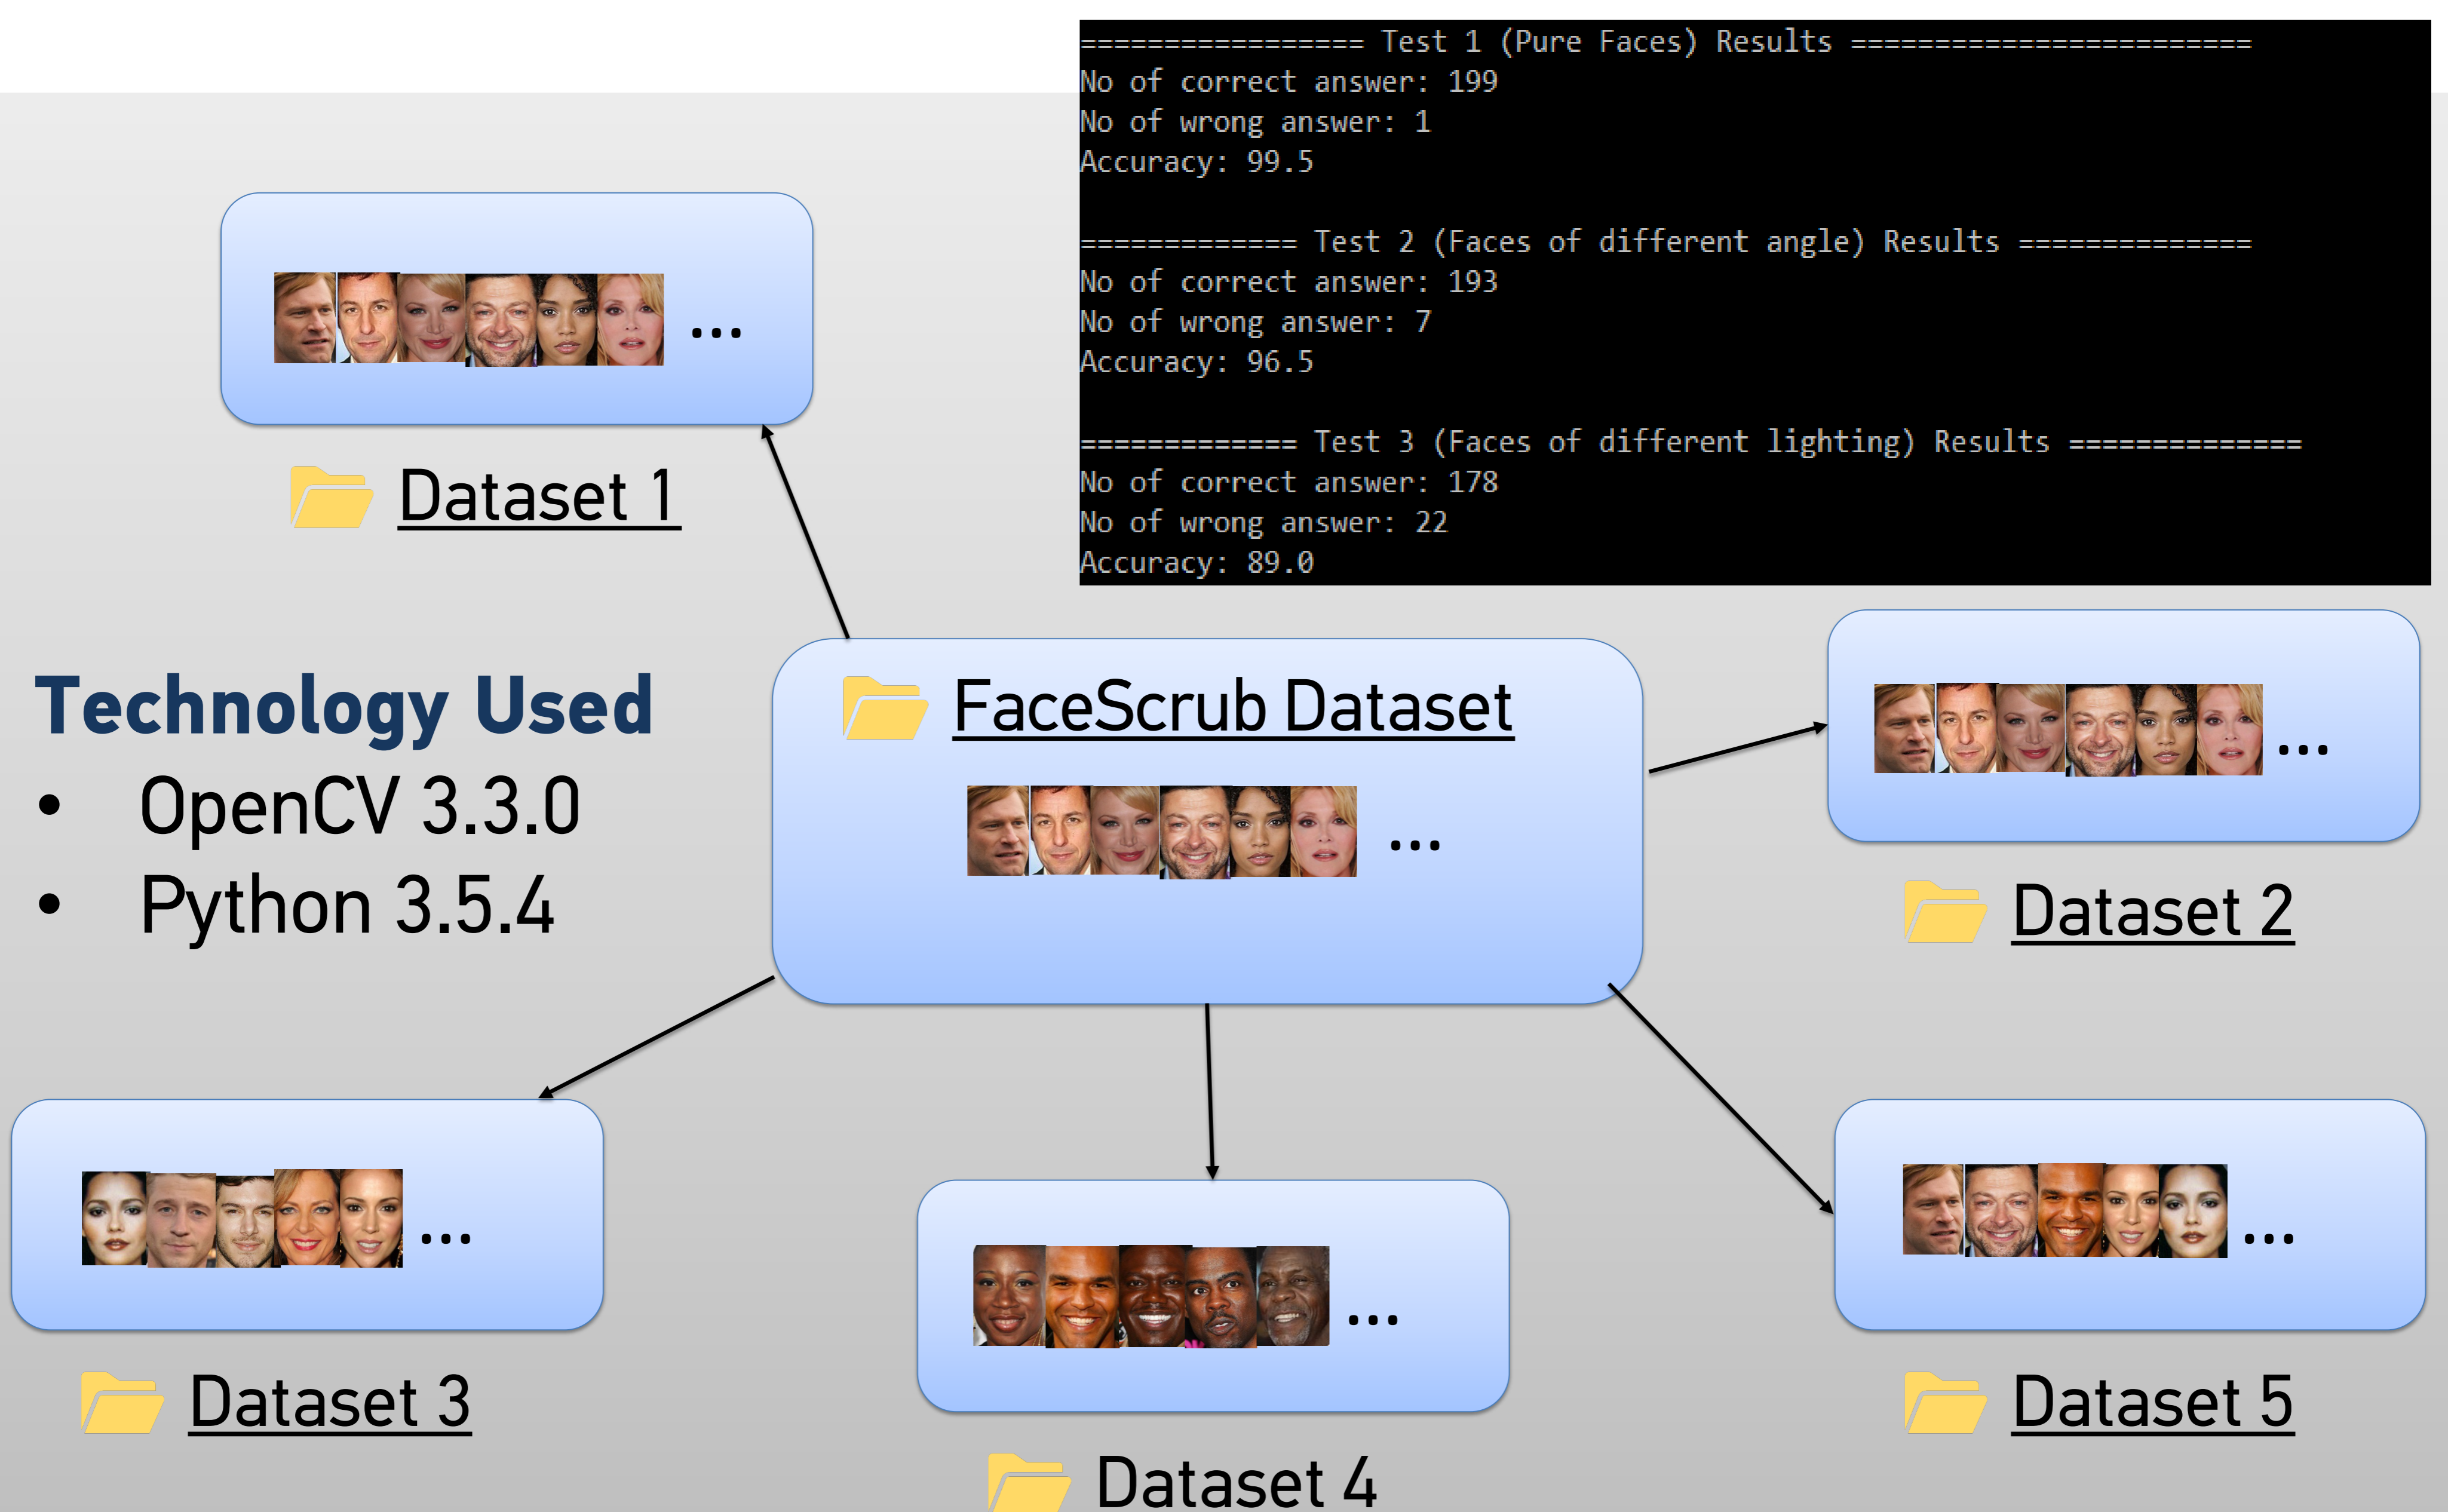 ================= Test 1 (Pure Faces) Results ========================
No of correct answer: 199
No of wrong answer: 1
Accuracy: 99.5
============= Test 2 (Faces of different angle) Results ==============
No of correct answer: 193
No of wrong answer: 7
Accuracy: 96.5
============= Test 3 (Faces of different lighting) Results ==============
No of correct answer: 178
No of wrong answer: 22
Accuracy: 89.0
...
Dataset 1
Technology Used
• OpenCV 3.3.0
• Python 3.5.4
FaceScrub Dataset
...
...
Dataset 2
...
Dataset 3
...
Dataset 4
...
Dataset 5